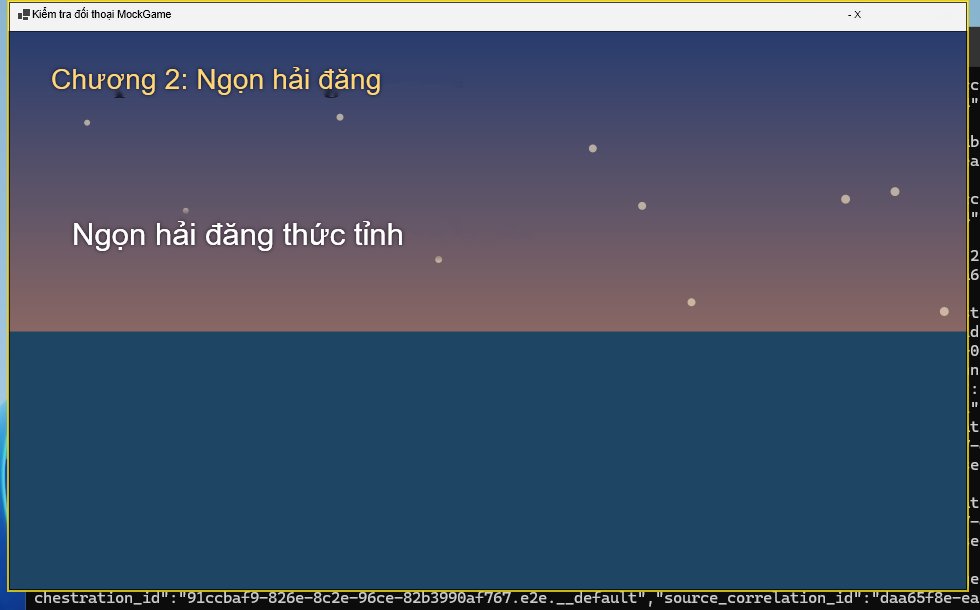 Kiểm tra đối thoại MockGame
- X
Chương 2: Ngọn hải đăng
Ngọn hải đăng thức tỉnh
chestration_id":"91ccbaf9-826e-8c2e-96ce-82b3990af767.e2e.__default","source_correlation_id":"daa65f8e-ee